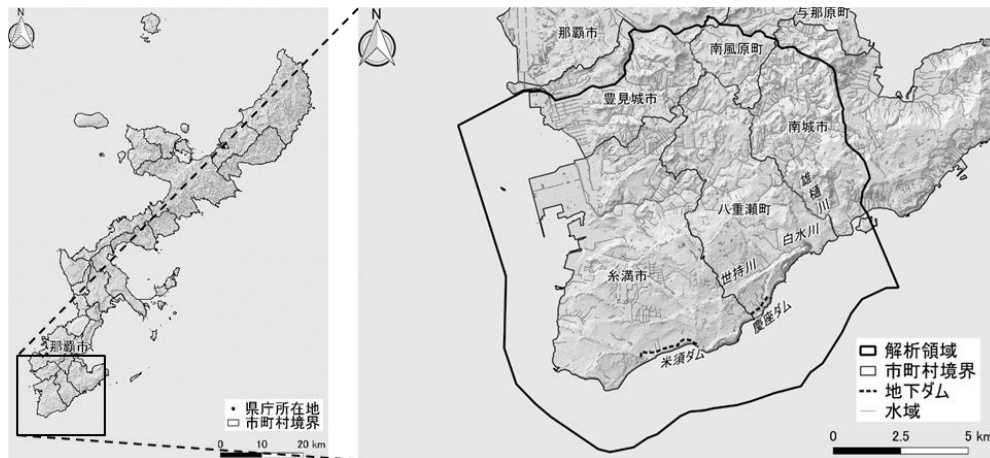 N
那覇市
県庁所在地
市町村境界
0 10 20 km
N
那覇市
与那原町
南風原町
豊見城市
南城市
雄樋川
八重瀬町
白水川
世持川
糸満市
慶座ダム
米須ダム
解析領域
市町村境界
地下ダム
水域
0 2.5 5 km